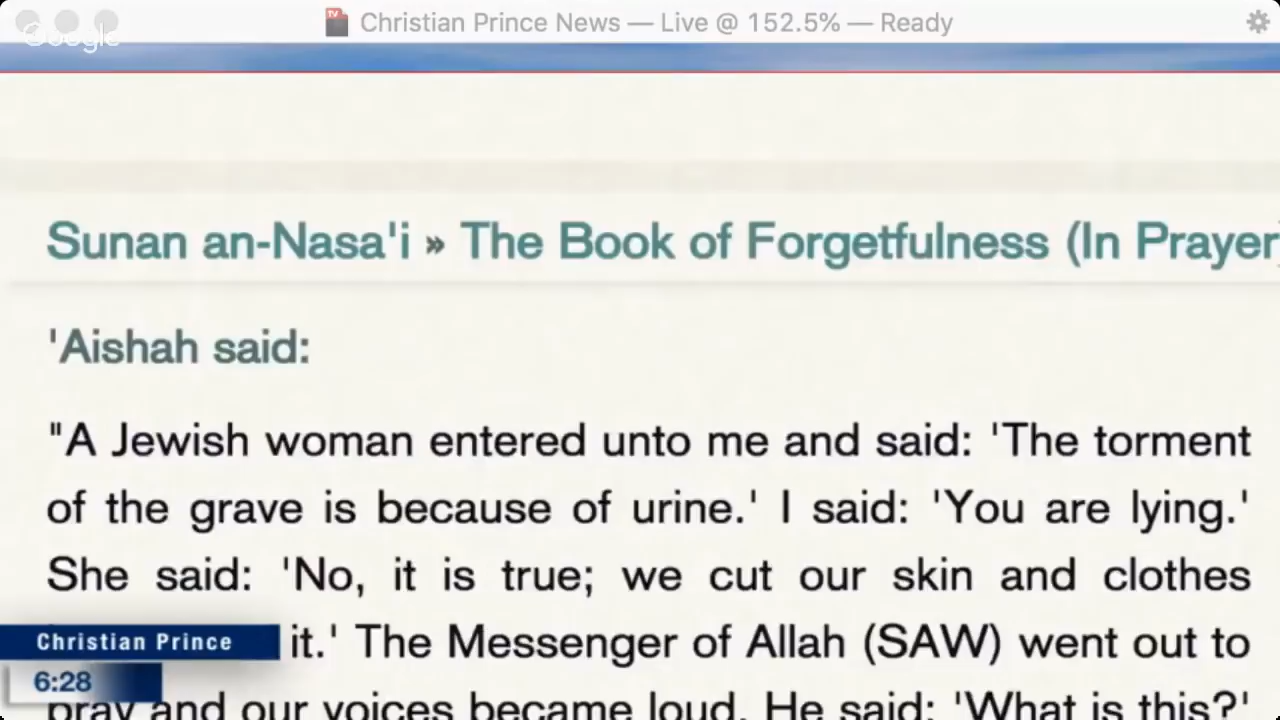 Christian Prince News — Live @ 152.5% — Ready
Google
Sunan an-Nasa'i » The Book of Forgetfulness (In Prayer
'Aishah said:
"A Jewish woman entered unto me and said: 'The torment
of the grave is because of urine.' I said: 'You are lying.'
She said: 'No, it is true; we cut our skin and clothes
it.' The Messenger of Allah (SAW) went out to
pray and our voices became loud. He said: 'What is this?'
Christian Prince
6:28